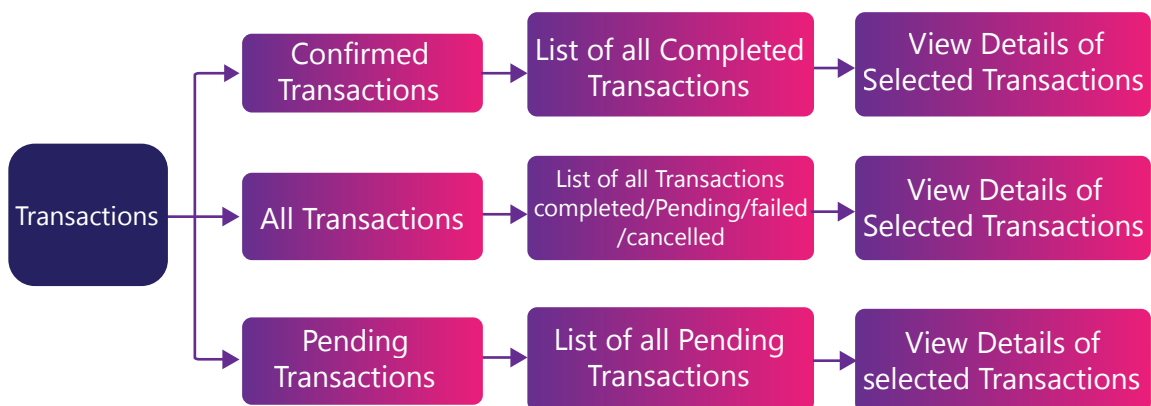 Transactions
Confirmed
Transactions
List of all Completed
Transactions
View Details of
Selected Transactions
All Transactions
List of all Transactions
completed/Pending/failed
/cancelled
View Details of
Selected Transactions
Pending
Transactions
List of all Pending
Transactions
View Details of
selected Transactions